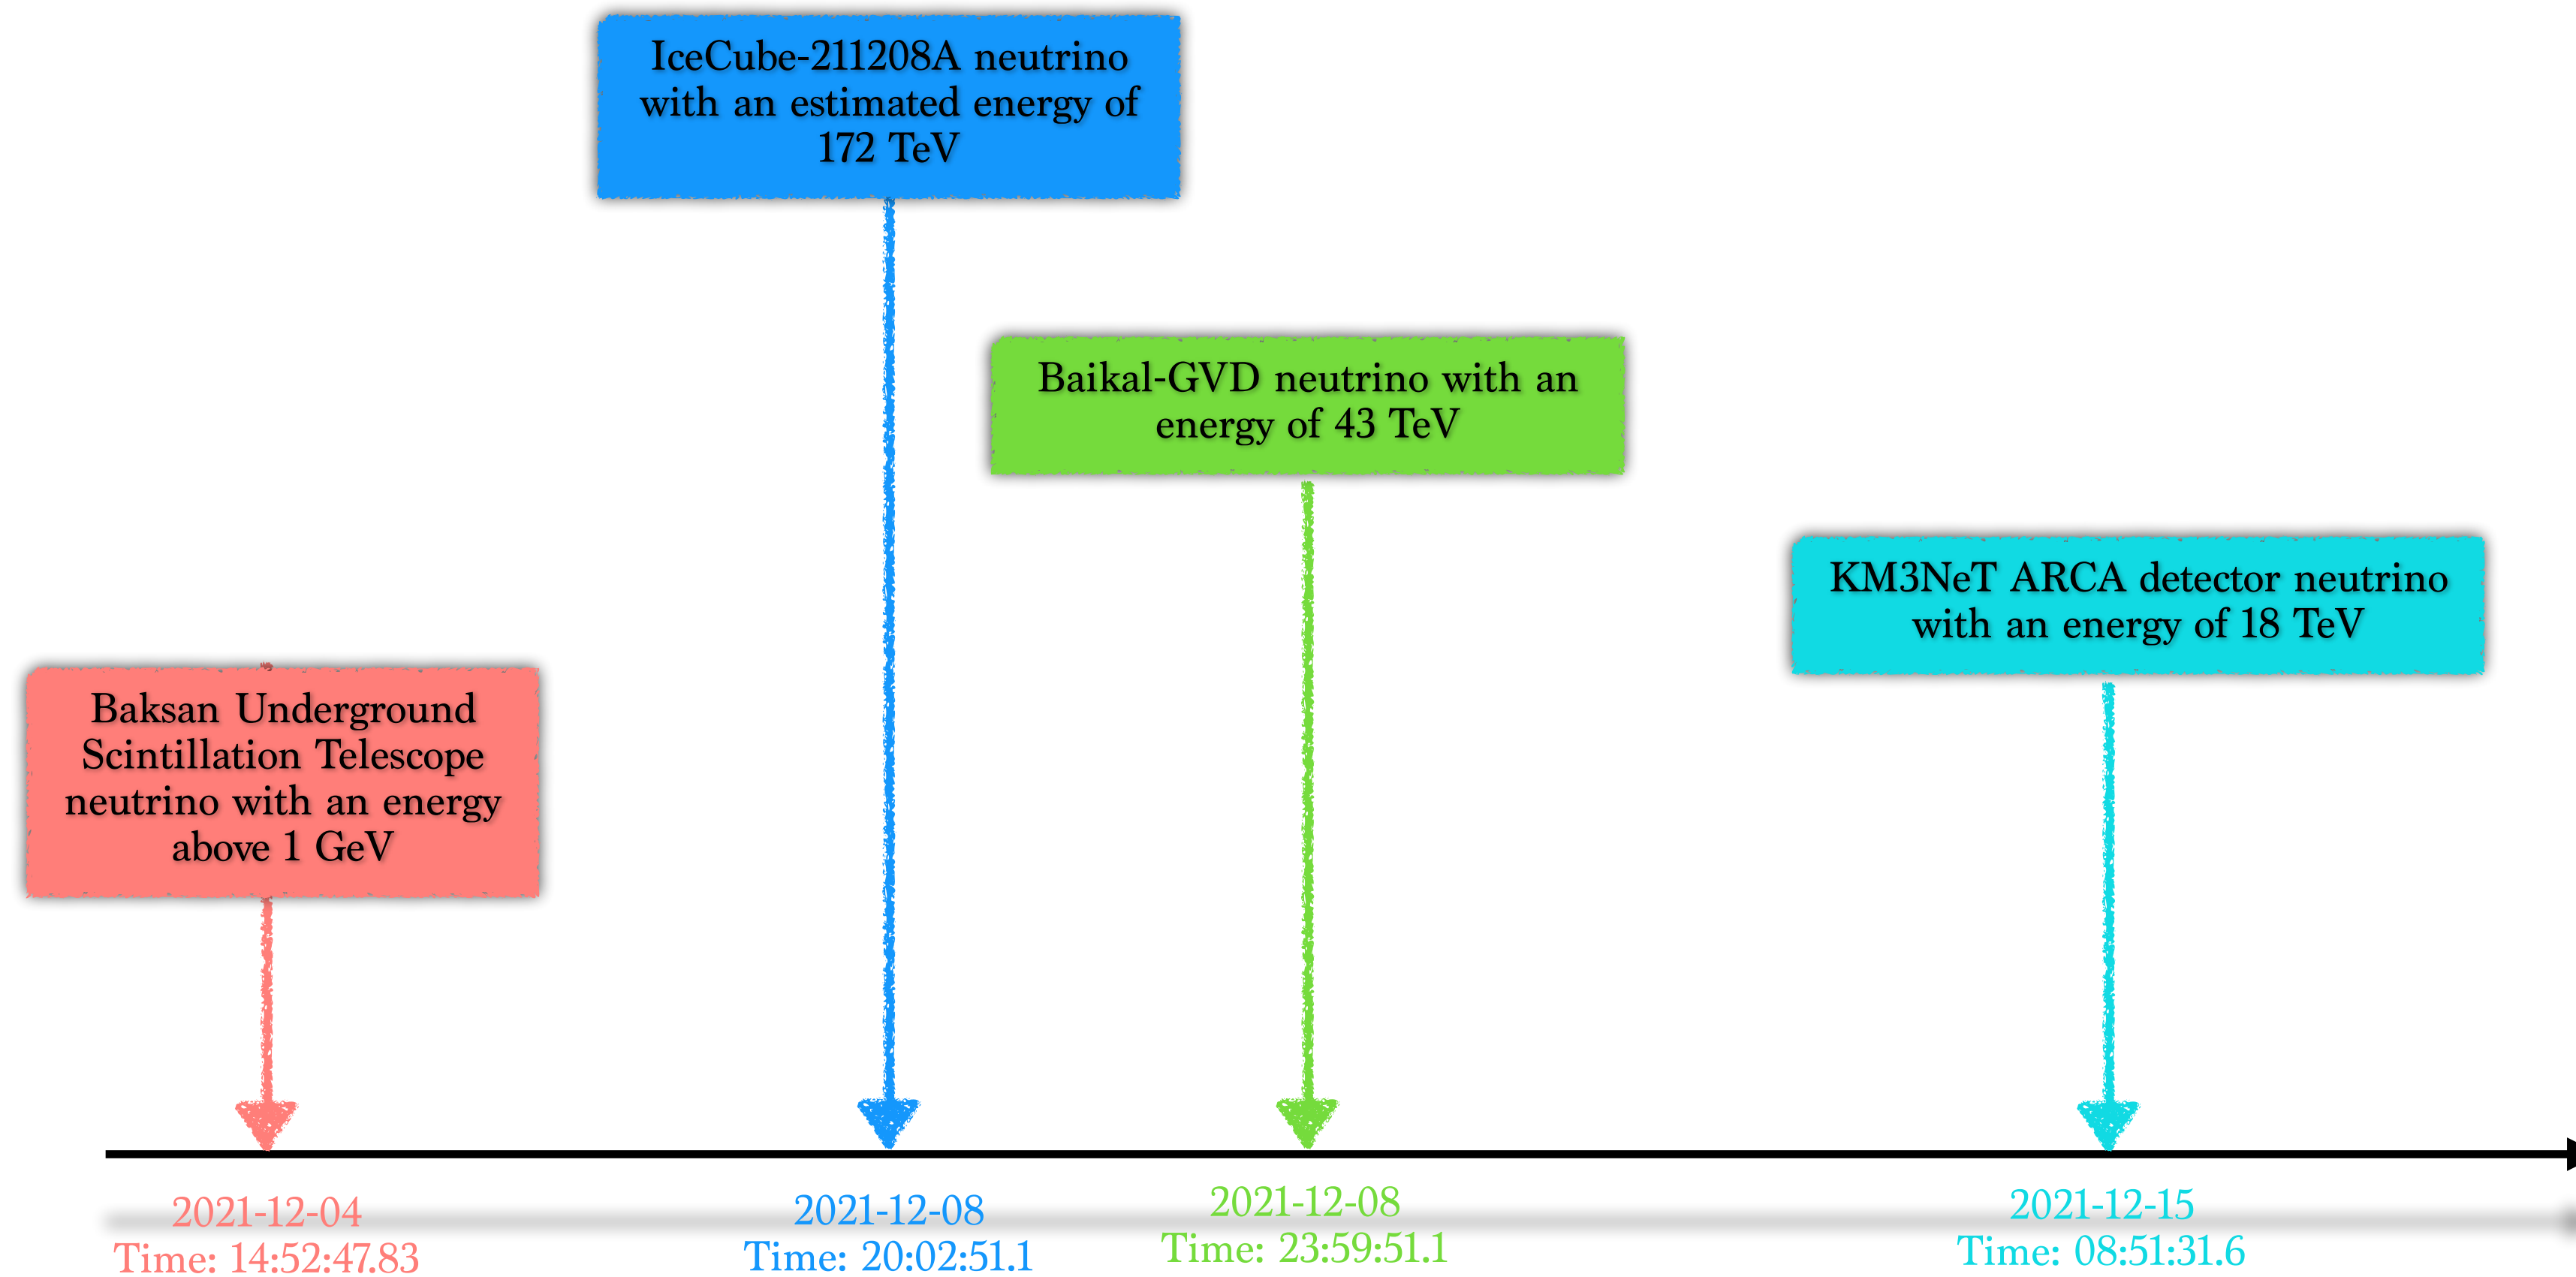 IceCube-211208A neutrino
with an estimated energy of
172 TeV
Baikal-GVD neutrino with an
energy of 43 TeV
KM3NeT ARCA detector neutrino
with an energy of 18 TeV
Baksan Underground
Scintillation Telescope
neutrino with an energy
above 1 GeV
2021-12-04
Time: 14:52:47.83
2021-12-08
Time: 20:02:51.1
2021-12-08
Time: 23:59:51.1
2021-12-15
Time: 08:51:31.6